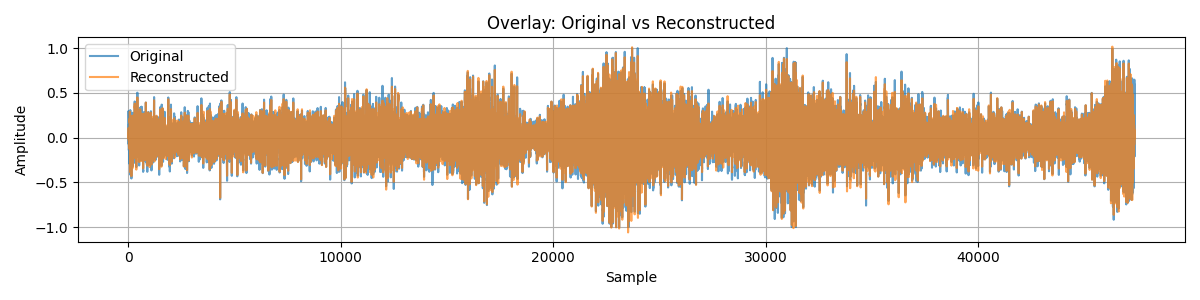 Overlay: Original vs Reconstructed
Original
Reconstructed
Amplitude
1.0
0.5
0.0
−0.5
−1.0
0 10000 20000 30000 40000
Sample